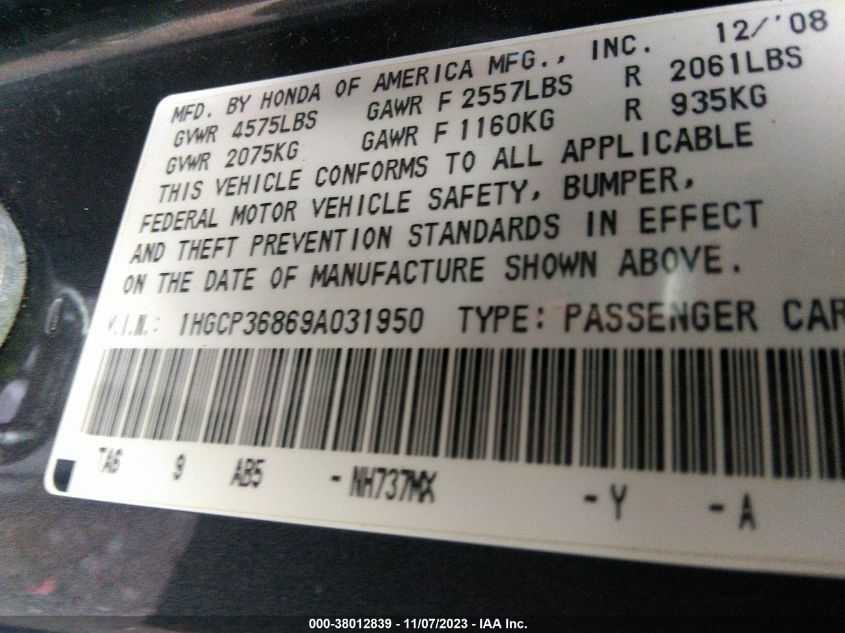 MFD. BY HONDA OF AMERICA MFG., INC. 12/'08
GVWR 4575LBS GAWR F 2557LBS R 2061LBS
GVWR 2075KG GAWR F 1160KG R 935KG
THIS VEHICLE CONFORMS TO ALL APPLICABLE
FEDERAL MOTOR VEHICLE SAFETY, BUMPER,
AND THEFT PREVENTION STANDARDS IN EFFECT
ON THE DATE OF MANUFACTURE SHOWN ABOVE.
V.I.N.: 1HGCP36869A031950 TYPE: PASSENGER CAR
TA6 9 AB5 -NH737MX -Y -A
000-38012839 - 11/07/2023 - IAA Inc.